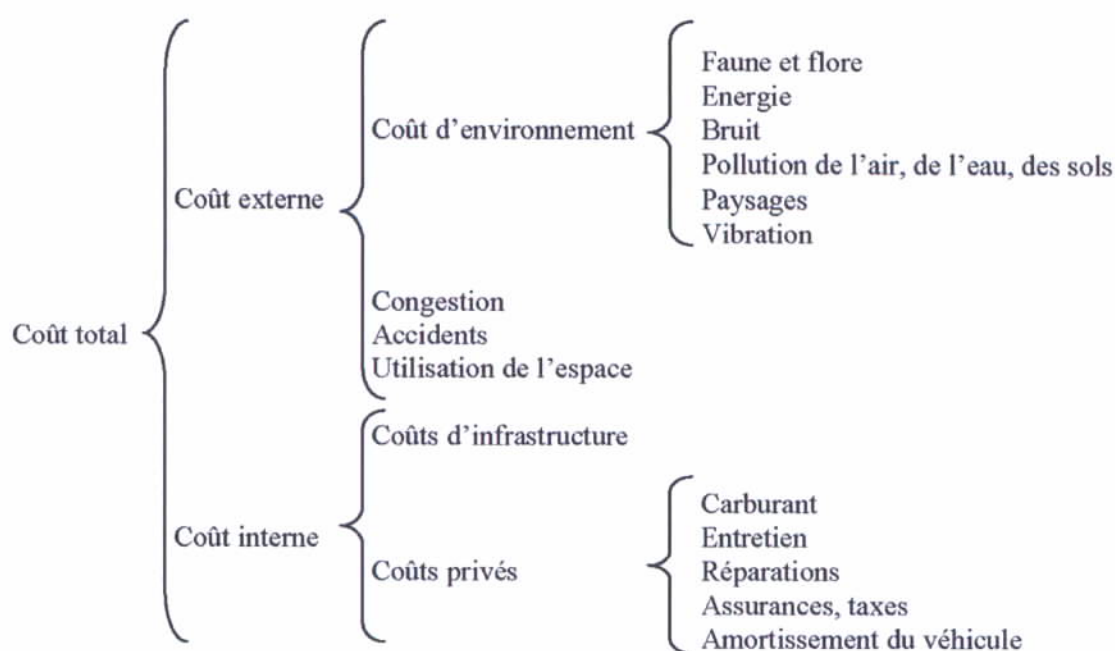 Faune et flore
Energie
Coût d'environnement
Bruit
Pollution de l'air, de l'eau, des sols
Coût externe
Paysages
Vibration
Congestion
Coût total
Accidents
Utilisation de l'espace
Coûts d'infrastructure
Carburant
Coût interne
Entretien
Coûts privés
Réparations
Assurances, taxes
Amortissement du véhicule